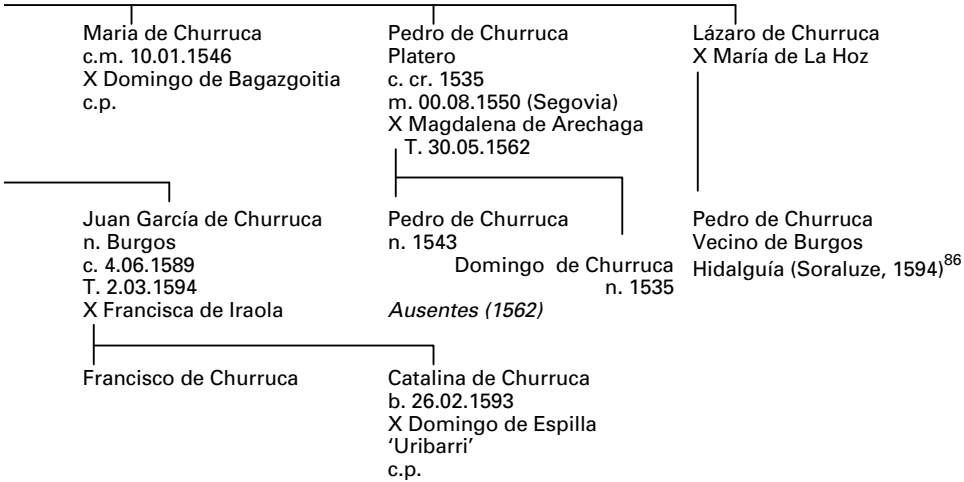 Maria de Churruca
c.m. 10.01.1546
X Domingo de Bagazgoitia
c.p.
Pedro de Churruca
Platero
c. cr. 1535
m. 00.08.1550 (Segovia)
X Magdalena de Arechaga
T. 30.05.1562
Lázaro de Churruca
X María de La Hoz
Juan García de Churruca
n. Burgos
c. 4.06.1589
T. 2.03.1594
X Francisca de Iraola
Pedro de Churruca
n. 1543
Domingo de Churruca
n. 1535
Ausentes (1562)
Pedro de Churruca
Vecino de Burgos
Hidalguía (Soraluze, 1594)86
Francisco de Churruca
Catalina de Churruca
b. 26.02.1593
X Domingo de Espilla
‘Uribarri’
c.p.